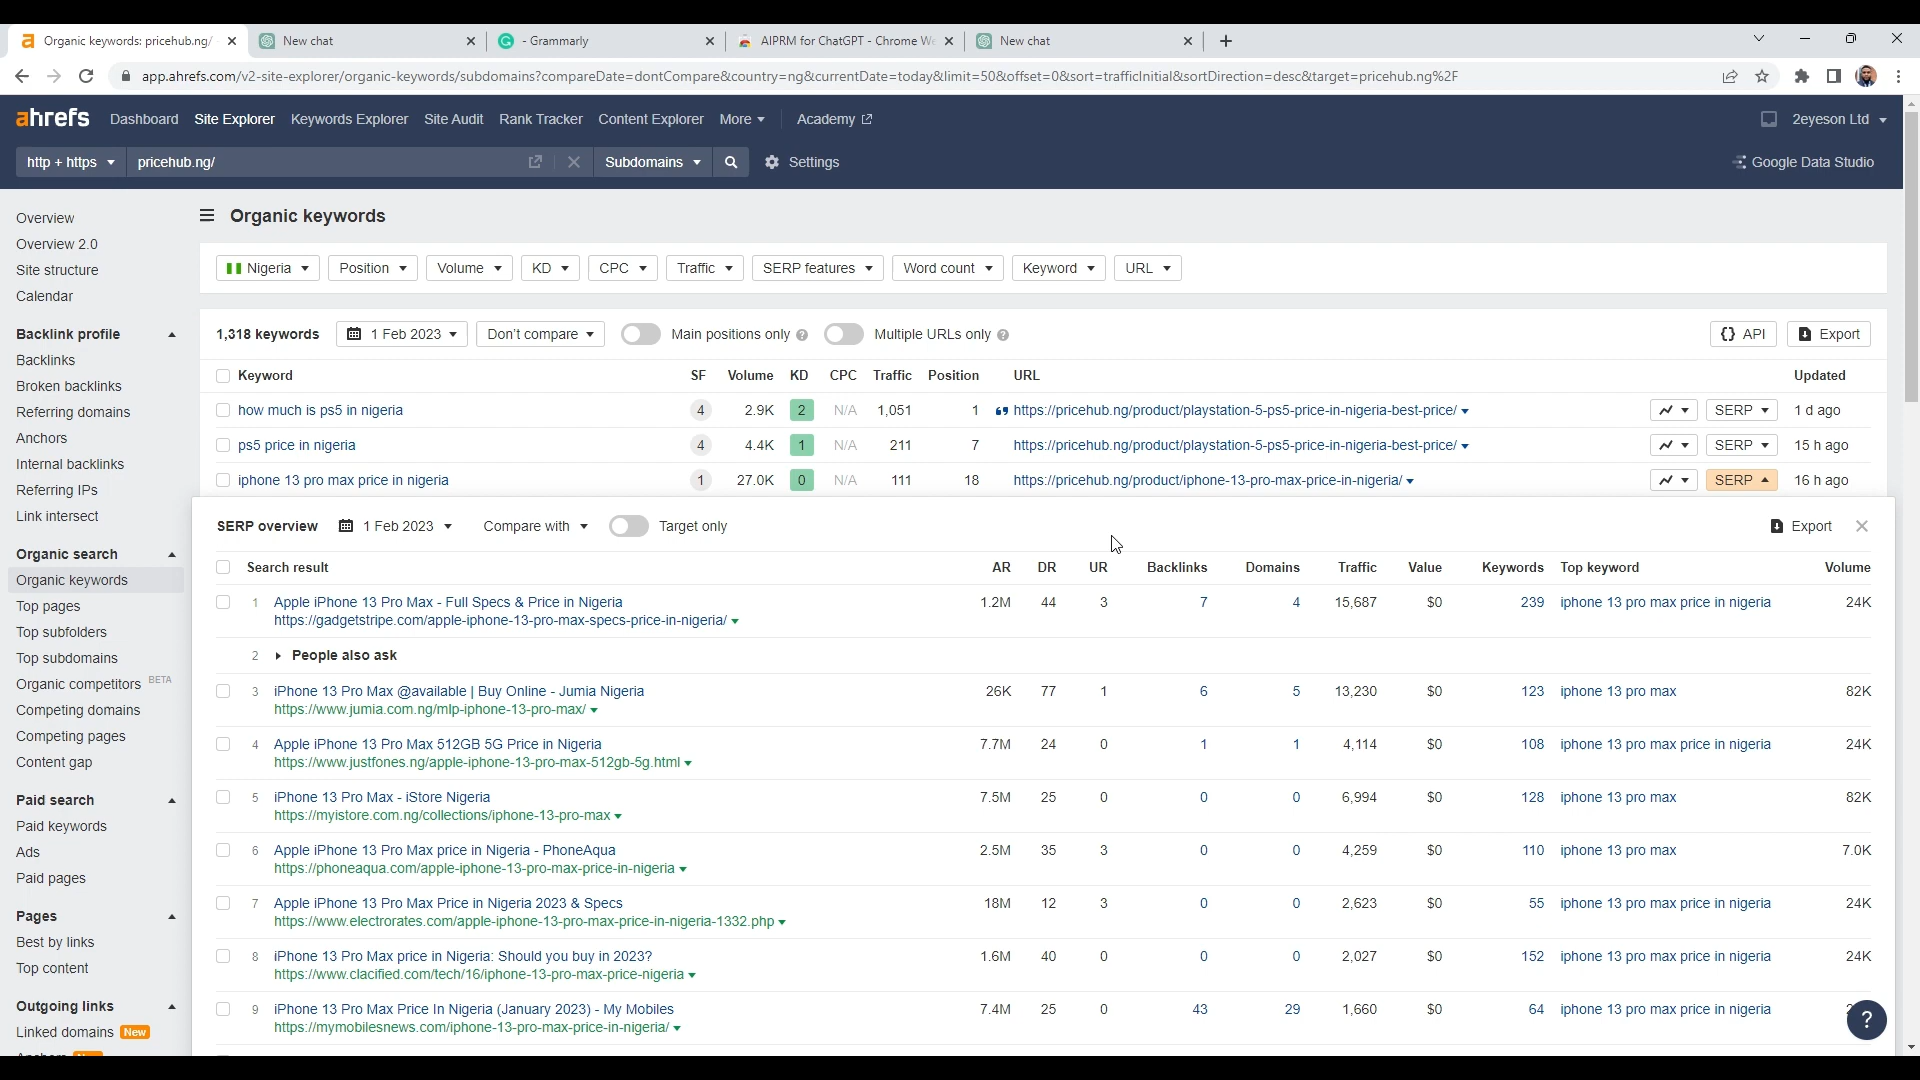 Organic keywords: pricehub.ng/
New chat
- Grammarly
AIPRM for ChatGPT - Chrome We
New chat
app.ahrefs.com/v2-site-explorer/organic-keywords/subdomains?compareDate=dontCompare&country=ng&currentDate=today&limit=50&offset=0&sort=trafficInitial&sortDirection=desc&target=pricehub.ng%2F
ahrefs Dashboard Site Explorer Keywords Explorer Site Audit Rank Tracker Content Explorer More Academy 2eyeson Ltd
http + https pricehub.ng/ Subdomains Settings Google Data Studio
Overview
Overview 2.0
Site structure
Calendar
Backlink profile
Backlinks
Broken backlinks
Referring domains
Anchors
Internal backlinks
Referring IPs
Link intersect
Organic search
Organic keywords
Top pages
Top subfolders
Top subdomains
Organic competitors BETA
Competing domains
Competing pages
Content gap
Paid search
Paid keywords
Ads
Paid pages
Pages
Best by links
Top content
Outgoing links
Linked domains New
Organic keywords
Nigeria Position Volume KD CPC Traffic SERP features Word count Keyword URL
1,318 keywords 1 Feb 2023 Don't compare Main positions only ? Multiple URLs only ? API Export
Keyword SF Volume KD CPC Traffic Position URL Updated
how much is ps5 in nigeria 4 2.9K 2 N/A 1,051 1 https://pricehub.ng/product/playstation-5-ps5-price-in-nigeria-best-price/ SERP 1 d ago
ps5 price in nigeria 4 4.4K 1 N/A 211 7 https://pricehub.ng/product/playstation-5-ps5-price-in-nigeria-best-price/ SERP 15 h ago
iphone 13 pro max price in nigeria 1 27.0K 0 N/A 111 18 https://pricehub.ng/product/iphone-13-pro-max-price-in-nigeria/ SERP 16 h ago
SERP overview 1 Feb 2023 Compare with Target only Export
Search result AR DR UR Backlinks Domains Traffic Value Keywords Top keyword Volume
1 Apple iPhone 13 Pro Max - Full Specs & Price in Nigeria 1.2M 44 3 7 4 15,687 $0 239 iphone 13 pro max price in nigeria 24K
https://gadgetstripe.com/apple-iphone-13-pro-max-specs-price-in-nigeria/
2 People also ask
3 iPhone 13 Pro Max @available | Buy Online - Jumia Nigeria 26K 77 1 6 5 13,230 $0 123 iphone 13 pro max 82K
https://www.jumia.com.ng/mlp-iphone-13-pro-max/
4 Apple iPhone 13 Pro Max 512GB 5G Price in Nigeria 7.7M 24 0 1 1 4,114 $0 108 iphone 13 pro max price in nigeria 24K
https://www.justfones.ng/apple-iphone-13-pro-max-512gb-5g.html
5 iPhone 13 Pro Max - iStore Nigeria 7.5M 25 0 0 0 6,994 $0 128 iphone 13 pro max 82K
https://myistore.com.ng/collections/iphone-13-pro-max
6 Apple iPhone 13 Pro Max price in Nigeria - PhoneAqua 2.5M 35 3 0 0 4,259 $0 110 iphone 13 pro max 7.0K
https://phoneaqua.com/apple-iphone-13-pro-max-price-in-nigeria
7 Apple iPhone 13 Pro Max Price in Nigeria 2023 & Specs 18M 12 3 0 0 2,623 $0 55 iphone 13 pro max price in nigeria 24K
https://www.electrorates.com/apple-iphone-13-pro-max-price-in-nigeria-1332.php
8 iPhone 13 Pro Max price in Nigeria: Should you buy in 2023? 1.6M 40 0 0 0 2,027 $0 152 iphone 13 pro max price in nigeria 24K
https://www.clacified.com/tech/16/iphone-13-pro-max-price-nigeria
9 iPhone 13 Pro Max Price In Nigeria (January 2023) - My Mobiles 7.4M 25 0 43 29 1,660 $0 64 iphone 13 pro max price in nigeria
https://mymobilesnews.com/iphone-13-pro-max-price-in-nigeria/
?